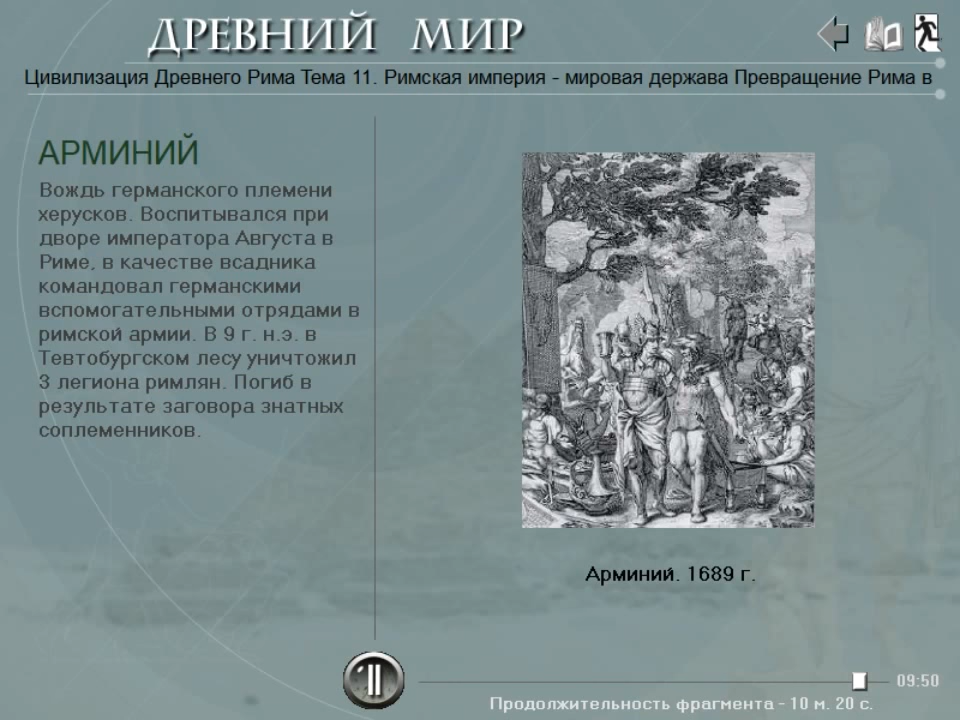 ДРЕВНИЙ МИР
Цивилизация Древнего Рима Тема 11. Римская империя - мировая держава Превращение Рима в
АРМИНИЙ
Вождь германского племени
херусков. Воспитывался при
дворе императора Августа в
Риме, в качестве всадника
командовал германскими
вспомогательными отрядами в
римской армии. В 9 г. н.э. в
Тевтобургском лесу уничтожил
3 легиона римлян. Погиб в
результате заговора знатных
соплеменников.
Арминий. 1689 г.
09:50
Продолжительность фрагмента - 10 м. 20 с.